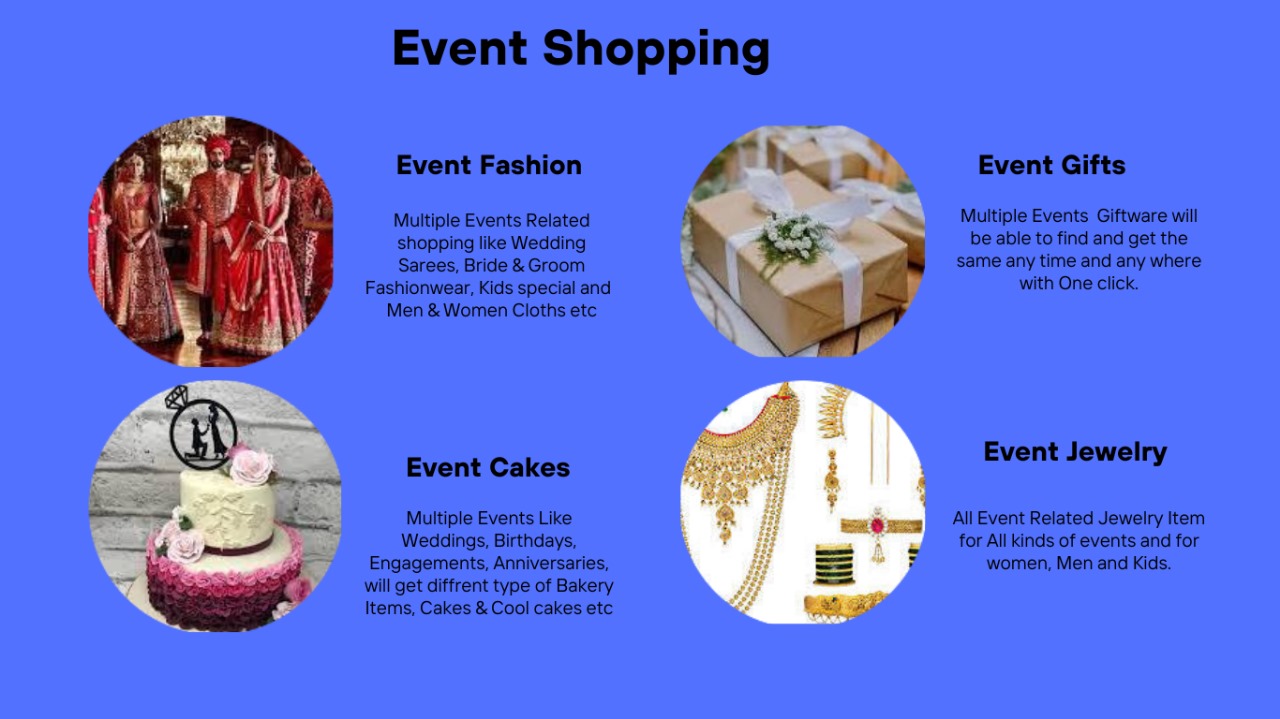 Event Shopping
Event Fashion
Multiple Events Related
shopping like Wedding
Sarees, Bride & Groom
Fashionwear, Kids special and
Men & Women Cloths etc
Event Gifts
Multiple Events  Giftware will
be able to find and get the
same any time and any where
with One click.
Event Cakes
Multiple Events Like
Weddings, Birthdays,
Engagements, Anniversaries,
will get diffrent type of Bakery
Items, Cakes & Cool cakes etc
Event Jewelry
All Event Related Jewelry Item
for All kinds of events and for
women, Men and Kids.